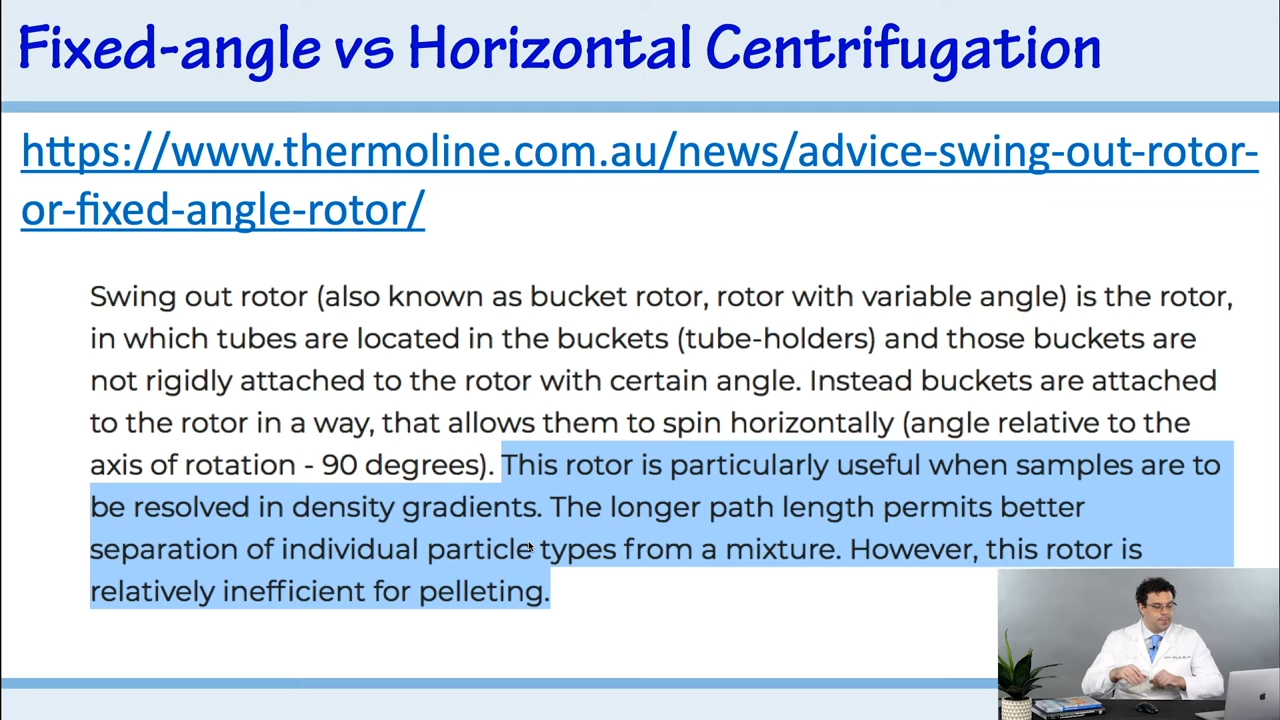 Fixed-angle vs Horizontal Centrifugation
https://www.thermoline.com.au/news/advice-swing-out-rotor-
or-fixed-angle-rotor/
Swing out rotor (also known as bucket rotor, rotor with variable angle) is the rotor,
in which tubes are located in the buckets (tube-holders) and those buckets are
not rigidly attached to the rotor with certain angle. Instead buckets are attached
to the rotor in a way, that allows them to spin horizontally (angle relative to the
axis of rotation - 90 degrees). This rotor is particularly useful when samples are to
be resolved in density gradients. The longer path length permits better
separation of individual particle types from a mixture. However, this rotor is
relatively inefficient for pelleting.